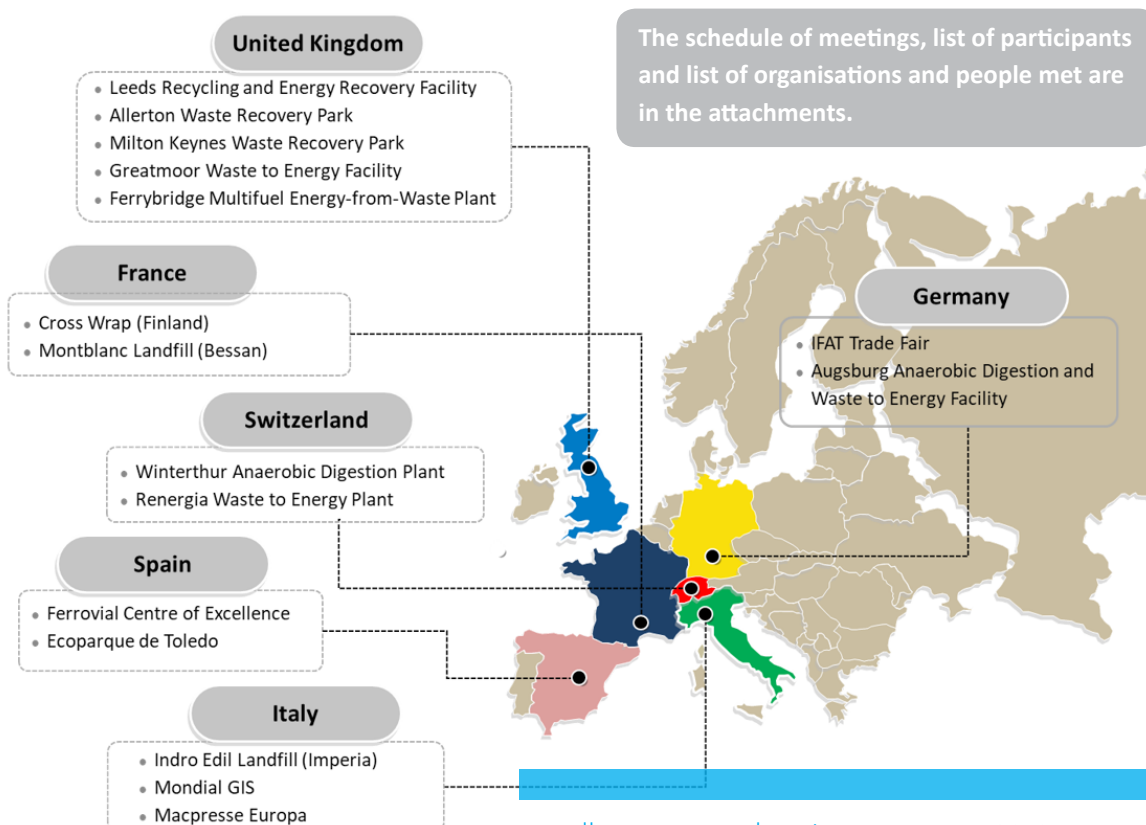 United Kingdom
• Leeds Recycling and Energy Recovery Facility
• Allerton Waste Recovery Park
• Milton Keynes Waste Recovery Park
• Greatmoor Waste to Energy Facility
• Ferrybridge Multifuel Energy-from-Waste Plant
The schedule of meetings, list of participants
and list of organisations and people met are
in the attachments.
France
• Cross Wrap (Finland)
• Montblanc Landfill (Bessan)
Germany
• IFAT Trade Fair
• Augsburg Anaerobic Digestion and
Waste to Energy Facility
Switzerland
• Winterthur Anaerobic Digestion Plant
• Renergia Waste to Energy Plant
Spain
• Ferrovial Centre of Excellence
• Ecoparque de Toledo
Italy
• Indro Edil Landfill (Imperia)
• Mondial GIS
• Macpresse Europa